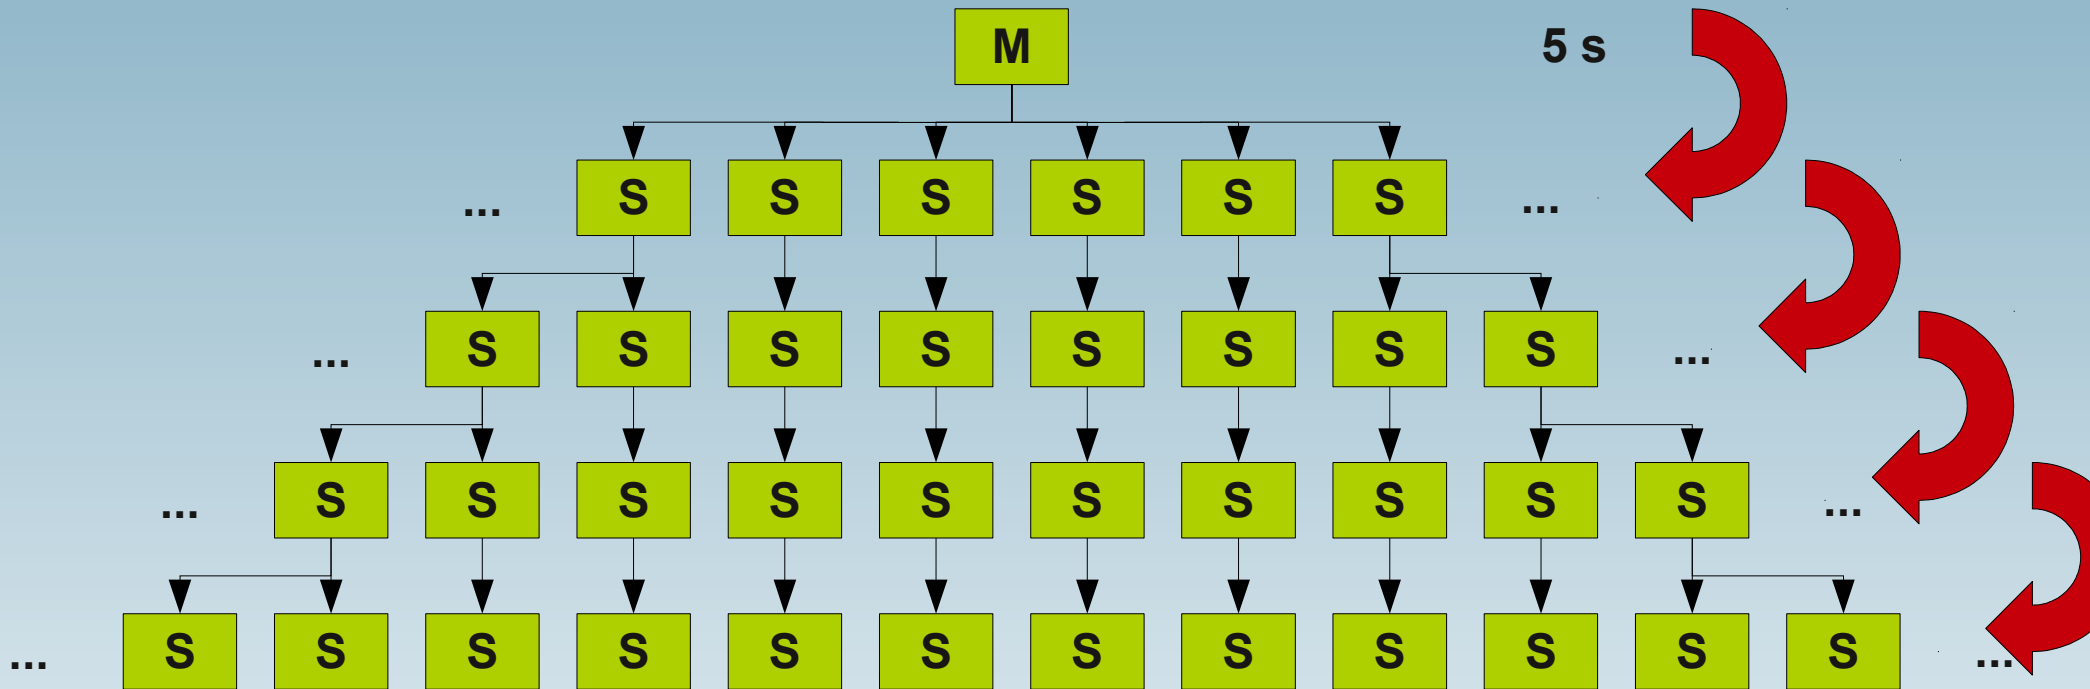 M 5 s
... S S S S S S ...
... S S S S S S S S ...
... S S S S S S S S S S ...
... S S S S S S S S S S S S ...